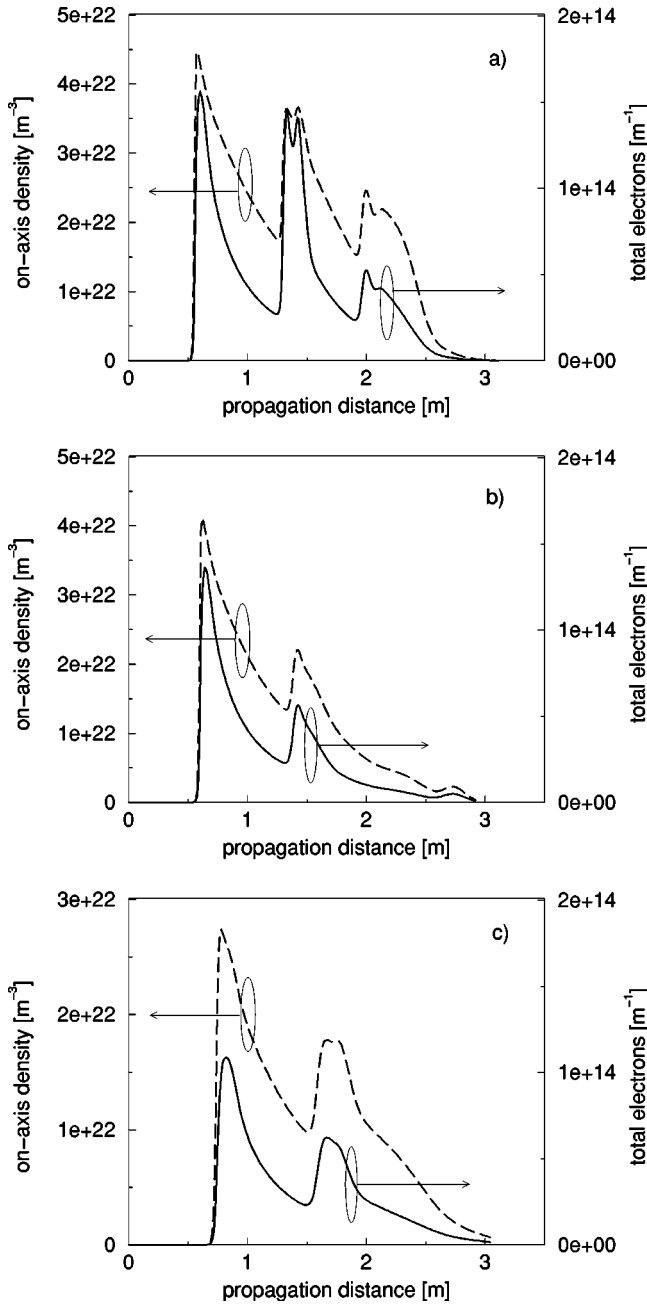 5e+22
4e+22
3e+22
2e+22
1e+22
0
on−axis density [m⁻³]
a)
2e+14
1e+14
0e+00
total electrons [m⁻¹]
0 1 2 3
propagation distance [m]
5e+22
4e+22
3e+22
2e+22
1e+22
0
on−axis density [m⁻³]
b)
2e+14
1e+14
0e+00
total electrons [m⁻¹]
0 1 2 3
propagation distance [m]
3e+22
2e+22
1e+22
0
on−axis density [m⁻³]
c)
2e+14
1e+14
0e+00
total electrons [m⁻¹]
0 1 2 3
propagation distance [m]